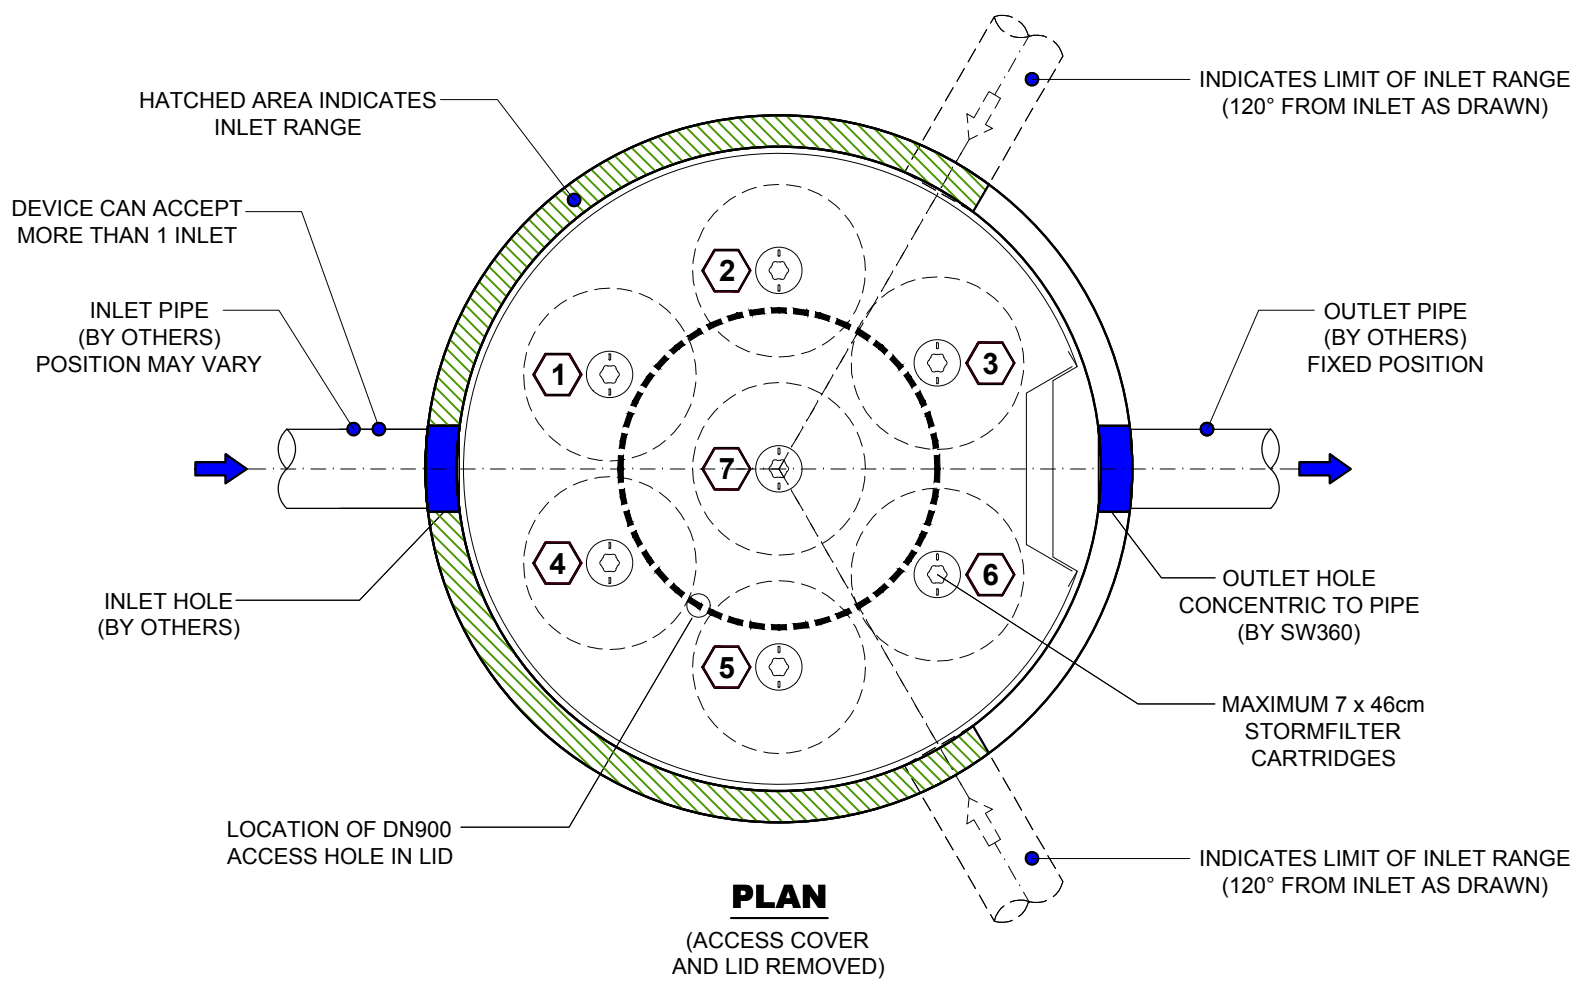 INDICATES LIMIT OF INLET RANGE
(120° FROM INLET AS DRAWN)
HATCHED AREA INDICATES
INLET RANGE
DEVICE CAN ACCEPT
MORE THAN 1 INLET
INLET PIPE
(BY OTHERS)
POSITION MAY VARY
OUTLET PIPE
(BY OTHERS)
FIXED POSITION
2
1
3
7
4
6
5
INLET HOLE
(BY OTHERS)
OUTLET HOLE
CONCENTRIC TO PIPE
(BY SW360)
MAXIMUM 7 x 46cm
STORMFILTER
CARTRIDGES
LOCATION OF DN900
ACCESS HOLE IN LID
INDICATES LIMIT OF INLET RANGE
(120° FROM INLET AS DRAWN)
PLAN
(ACCESS COVER
AND LID REMOVED)